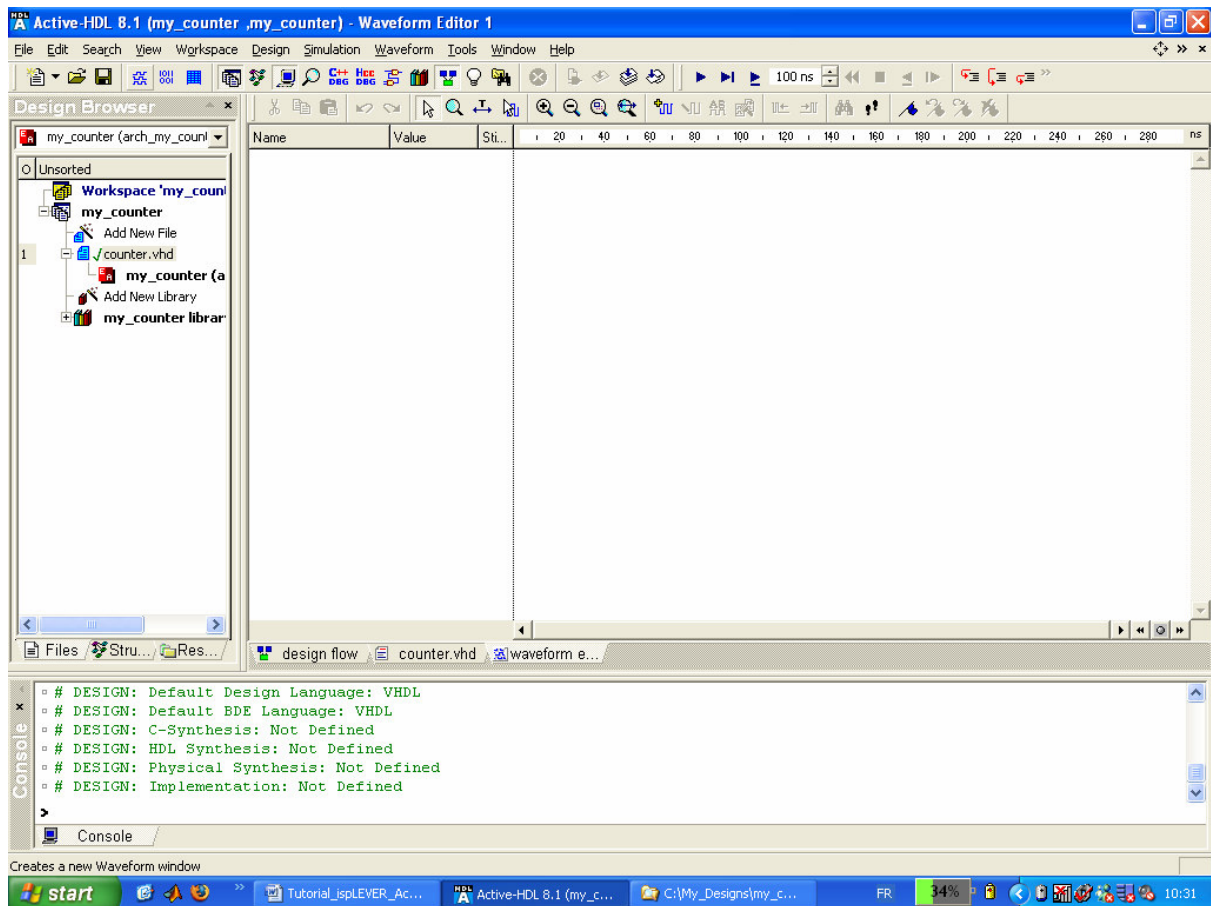 Active-HDL 8.1 (my_counter ,my_counter) - Waveform Editor 1
File Edit Search View Workspace Design Simulation Waveform Tools Window Help
C++ DBG HES DBG 100 ns
Design Browser
my_counter (arch_my_count
Name Value Sti... 20 40 60 80 100 120 140 160 180 200 220 240 260 280 ns
O Unsorted
Workspace 'my_count
my_counter
Add New File
1 counter.vhd
my_counter (a
Add New Library
my_counter librar
Files Stru... Res...
design flow counter.vhd waveform e...
# DESIGN: Default Design Language: VHDL
# DESIGN: Default BDE Language: VHDL
# DESIGN: C-Synthesis: Not Defined
# DESIGN: HDL Synthesis: Not Defined
# DESIGN: Physical Synthesis: Not Defined
# DESIGN: Implementation: Not Defined
>
Console
Console
Creates a new Waveform window
start Tutorial_ispLEVER_Ac... Active-HDL 8.1 (my_c... C:\My_Designs\my_c... FR 34% 10:31